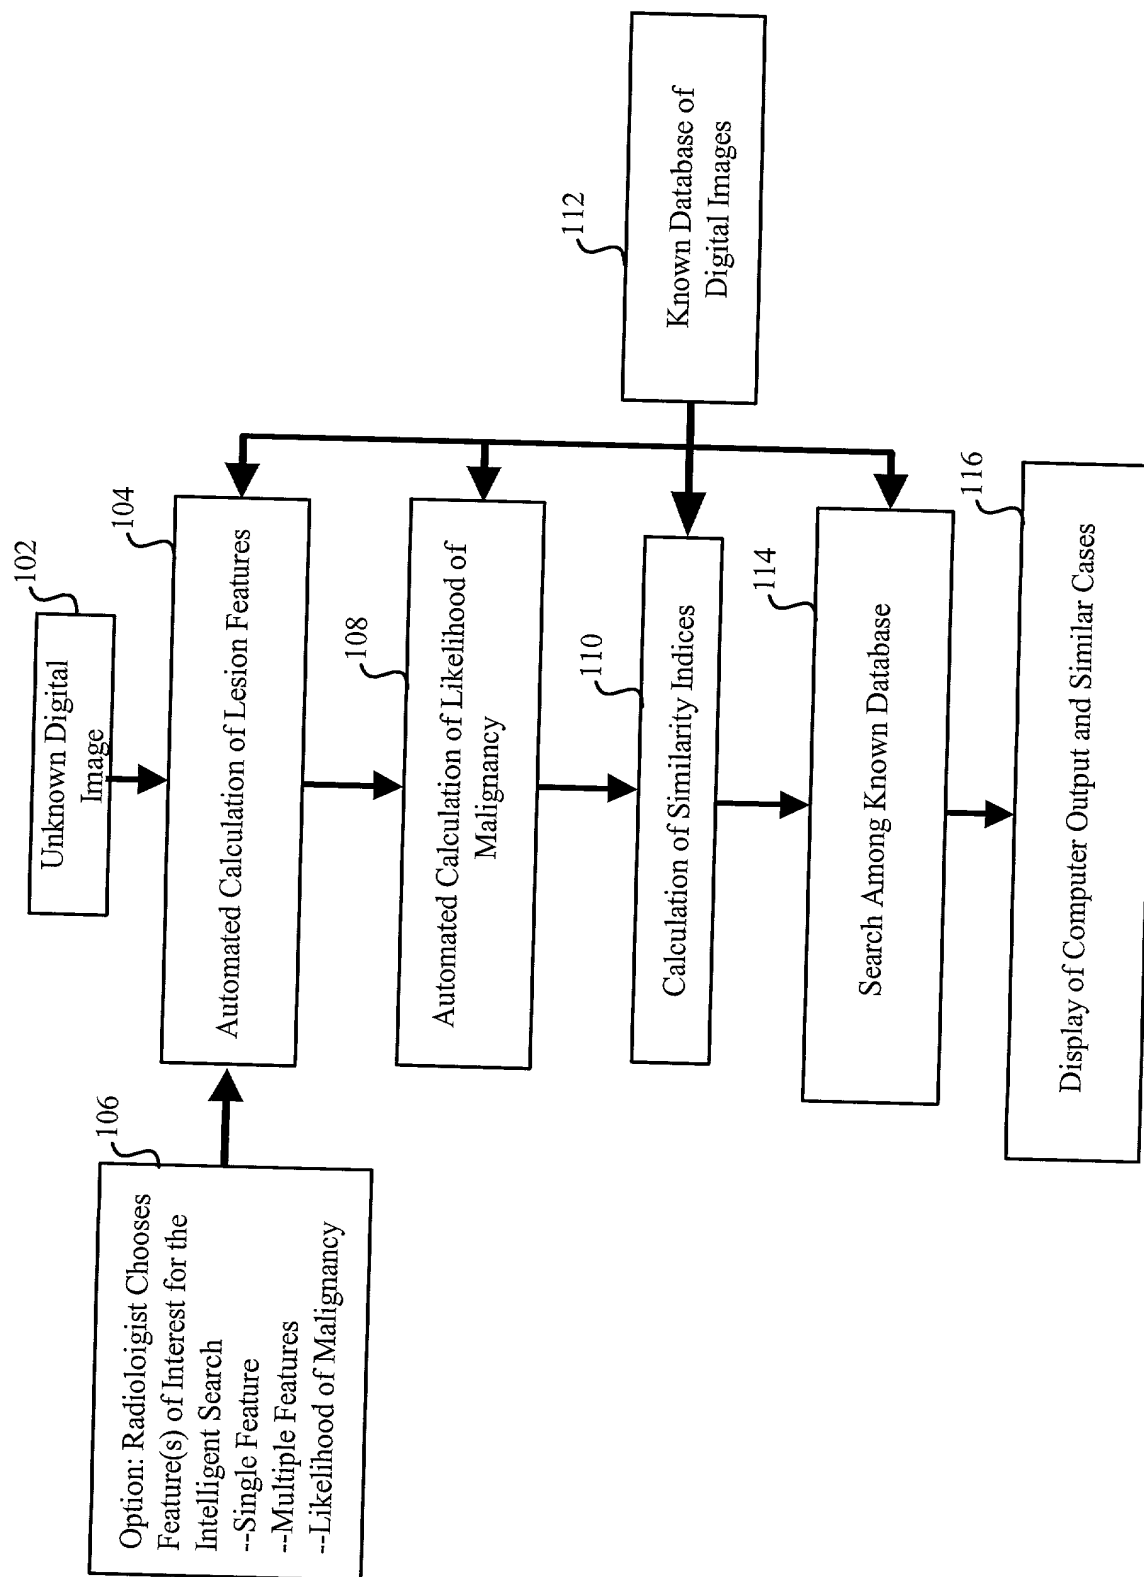 102
Unknown Digital
Image
104
Automated Calculation of Lesion Features
106
Option: Radioloigist Chooses
Feature(s) of Interest for the
Intelligent Search
--Single Feature
--Multiple Features
--Likelihood of Malignancy
108
Automated Calculation of Likelihood of
Malignancy
110
Calculation of Similarity Indices
112
Known Database of
Digital Images
114
Search Among Known Database
116
Display of Computer Output and Similar Cases